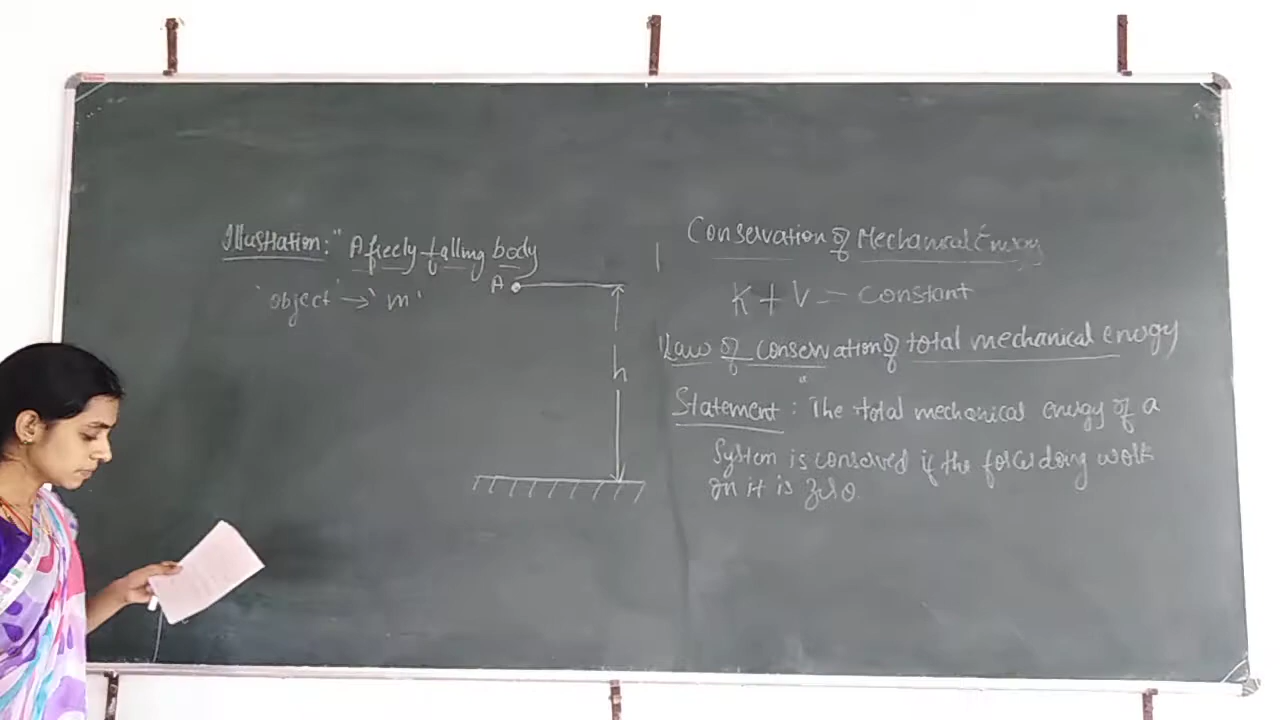 Illustration: "A freely falling body
'object' → 'm'
A
h
Conservation of Mechanical Energy
K + V = Constant
"Law of conservation of total mechanical energy"
Statement : The total mechanical energy of a
System is conserved if the forces doing work
on it is zero.